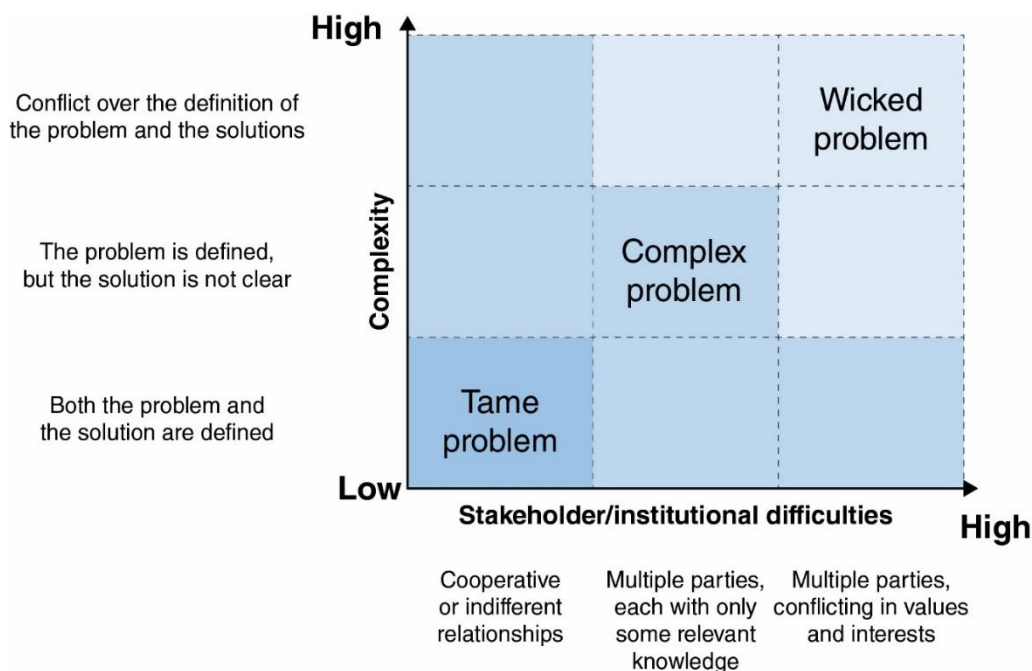 High
Conflict over the definition of
the problem and the solutions
Wicked
problem
The problem is defined,
but the solution is not clear
Complexity
Complex
problem
Both the problem and
the solution are defined
Tame
problem
Low
Stakeholder/institutional difficulties
High
Cooperative
or indifferent
relationships
Multiple parties,
each with only
some relevant
knowledge
Multiple parties,
conflicting in values
and interests